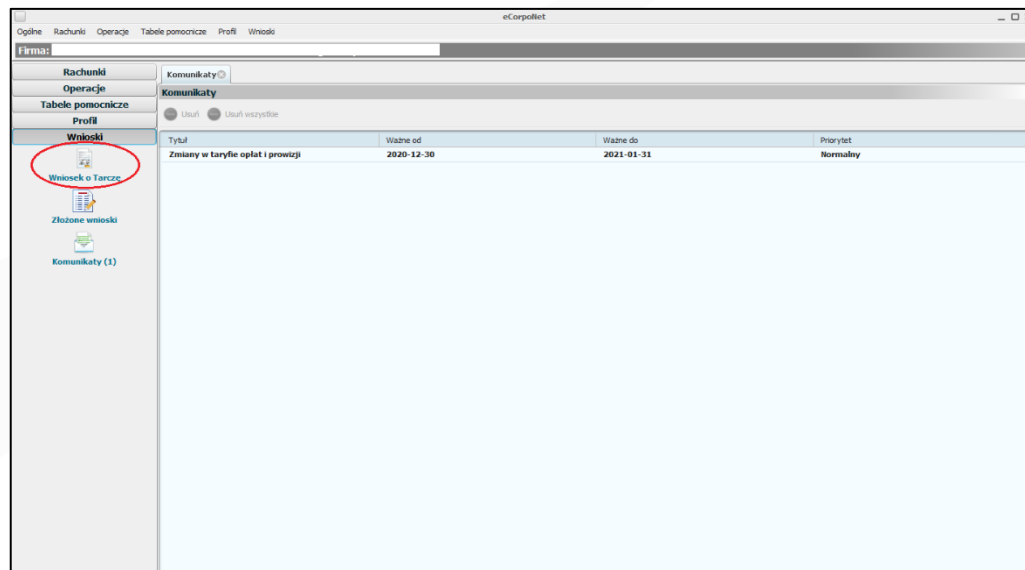 eCorpoNet
Ogólne Rachunki Operacje Tabele pomocnicze Profil Wnioski
Firma:
Rachunki
Operacje
Tabele pomocnicze
Profil
Wnioski
Wniosek o Tarczę
Złożone wnioski
Komunikaty (1)
Komunikaty
Komunikaty
Usuń Usuń wszystkie
Tytuł Ważne od Ważne do Priorytet
Zmiany w taryfie opłat i prowizji 2020-12-30 2021-01-31 Normalny